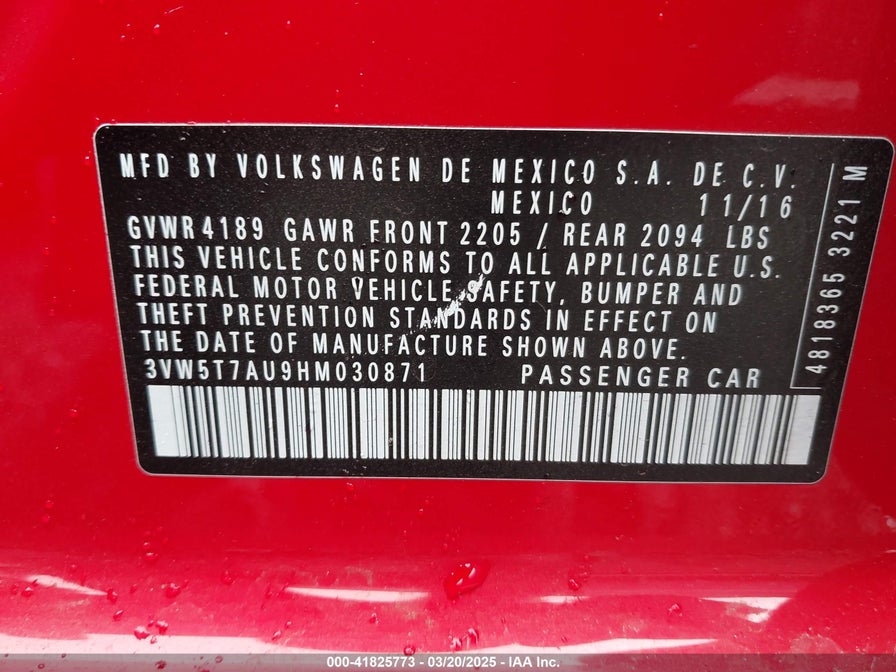 MFD BY VOLKSWAGEN DE MEXICO S.A. DE C.V.
MEXICO 11/16
GVWR 4189 GAWR FRONT 2205 / REAR 2094 LBS
THIS VEHICLE CONFORMS TO ALL APPLICABLE U.S.
FEDERAL MOTOR VEHICLE SAFETY, BUMPER AND
THEFT PREVENTION STANDARDS IN EFFECT ON
THE DATE OF MANUFACTURE SHOWN ABOVE.
3VW5T7AU9HM030871 PASSENGER CAR
4818365 3221 M
000-41825773 - 03/20/2025 - IAA Inc.